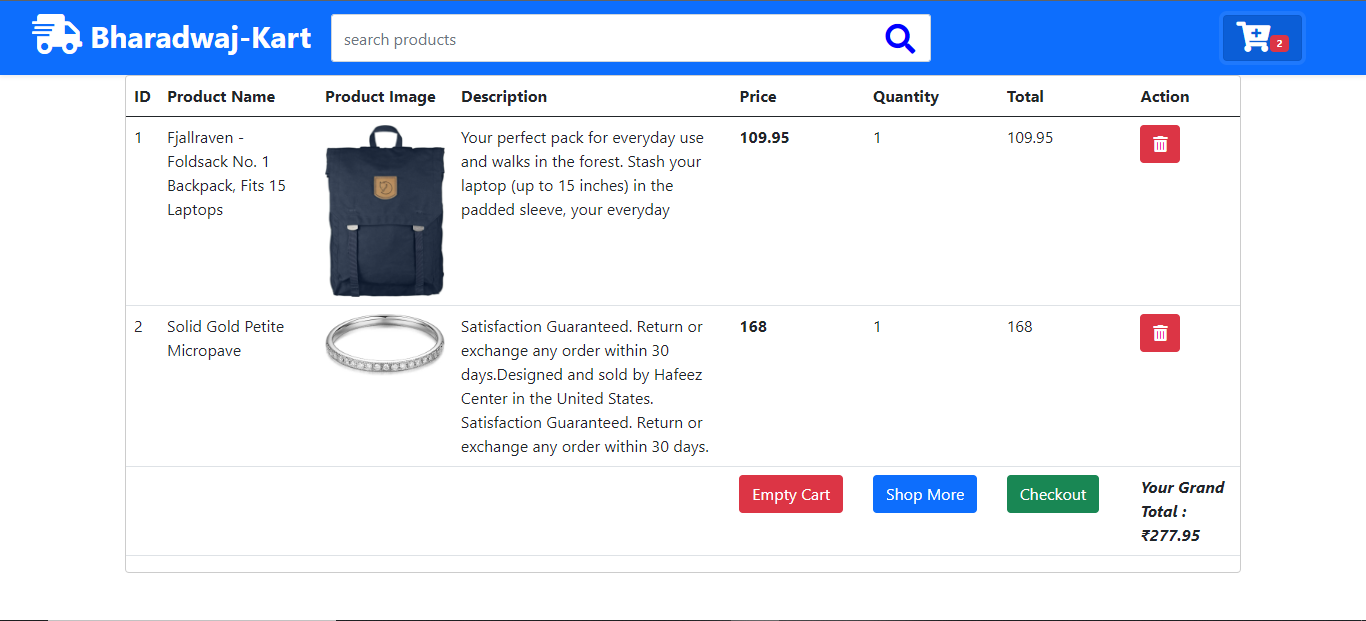 Bharadwaj-Kart
search products
2
ID Product Name Product Image Description Price Quantity Total Action
1 Fjallraven - Your perfect pack for everyday use 109.95 1 109.95
Foldsack No. 1 and walks in the forest. Stash your
Backpack, Fits 15 laptop (up to 15 inches) in the
Laptops padded sleeve, your everyday
2 Solid Gold Petite Satisfaction Guaranteed. Return or 168 1 168
Micropave exchange any order within 30
days.Designed and sold by Hafeez
Center in the United States.
Satisfaction Guaranteed. Return or
exchange any order within 30 days.
Empty Cart Shop More Checkout Your Grand
Total :
₹277.95